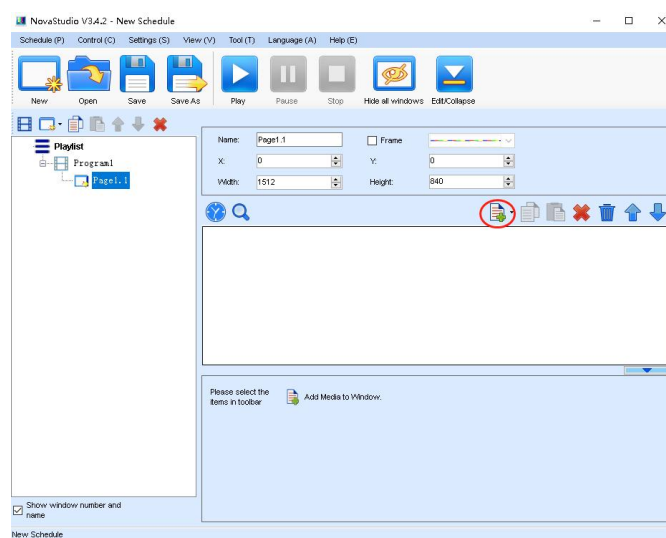 NovaStudio V3.4.2 - New Schedule
Schedule (P) Control (C) Settings (S) View (V) Tool (T) Language (A) Help (E)
New Open Save Save As Play Pause Stop Hide all windows Edit/Collapse
Playlist
Program1
Page1.1
Name: Page1.1 Frame
X: 0 Y: 0
Width: 1512 Height: 840
Please select the
items in toolbar
Add Media to Window.
Show window number and
name
New Schedule